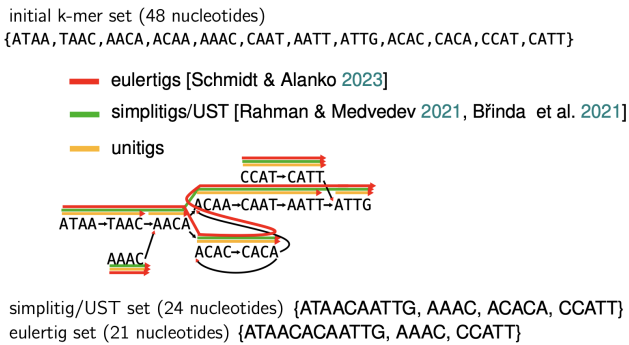 initial k-mer set (48 nucleotides)
{ATAA,TAAC,AACA,ACAA,AAAC,CAAT,AATT,ATTG,ACAC,CACA,CCAT,CATT}
eulertigs [Schmidt & Alanko 2023]
simplitigs/UST [Rahman & Medvedev 2021, Břinda et al. 2021]
unitigs
CCAT→CATT
ACAA→CAAT→AATT→ATTG
ATAA→TAAC→AACA
ACAC→CACA
AAAC
simplitig/UST set (24 nucleotides) {ATAACAATTG, AAAC, ACACA, CCATT}
eulertig set (21 nucleotides) {ATAACACAATTG, AAAC, CCATT}